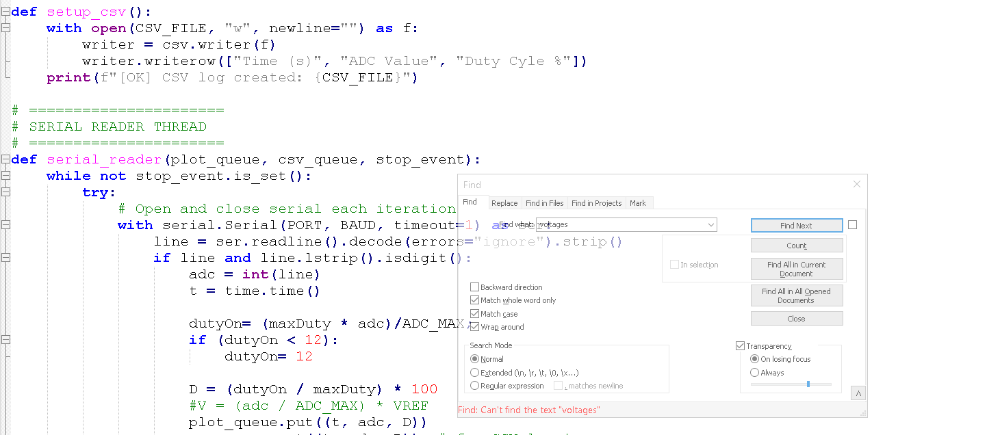 def setup_csv():
with open(CSV_FILE, "w", newline="") as f:
writer = csv.writer(f)
writer.writerow(["Time (s)", "ADC Value", "Duty Cyle %"])
print(f"[OK] CSV log created: {CSV_FILE}")
# ======================
# SERIAL READER THREAD
# ======================
def serial_reader(plot_queue, csv_queue, stop_event):
while not stop_event.is_set():
try:
# Open and close serial each iteration
with serial.Serial(PORT, BAUD, timeout=1) as ser:
line = ser.readline().decode(errors="ignore").strip()
if line and line.lstrip().isdigit():
adc = int(line)
t = time.time()
dutyOn= (maxDuty * adc)/ADC_MAX;
if (dutyOn < 12):
dutyOn= 12
D = (dutyOn / maxDuty) * 100
#V = (adc / ADC_MAX) * VREF
plot_queue.put((t, adc, D))
Find
Find Replace Find in Files Find in Projects Mark
Find what: voltages
Find Next
Count
In selection
Find All in Current
Document
Find All in All Opened
Documents
Close
Backward direction
Match whole word only
Match case
Wrap around
Search Mode
Normal
Extended (\n, \r, \t, \0, \x...)
Regular expression . matches newline
Transparency
On losing focus
Always
Find: Can't find the text "voltages"